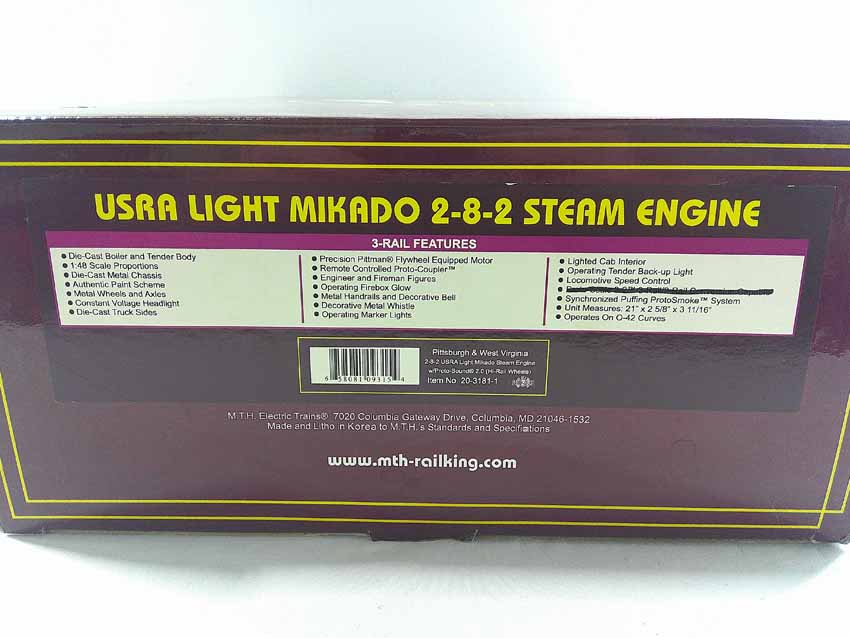 USRA LIGHT MIKADO 2-8-2 STEAM ENGINE
3-RAIL FEATURES
● Die-Cast Boiler and Tender Body
● 1:48 Scale Proportions
● Die-Cast Metal Chassis
● Authentic Paint Scheme
● Metal Wheels and Axles
● Constant Voltage Headlight
● Die-Cast Truck Sides
● Precision Pittman® Flywheel Equipped Motor
● Remote Controlled Proto-Coupler™
● Engineer and Fireman Figures
● Operating Firebox Glow
● Metal Handrails and Decorative Bell
● Decorative Metal Whistle
● Operating Marker Lights
● Lighted Cab Interior
● Operating Tender Back-up Light
● Locomotive Speed Control
● Synchronized Puffing ProtoSmoke™ System
● Unit Measures: 21" x 2 5/8" x 3 11/16"
● Operates On O-42 Curves
6 58081 09315 4
Pittsburgh & West Virginia
2-8-2 USRA Light Mikado Steam Engine
w/Proto-Sound® 2.0 (Hi-Rail Wheels)
Item No. 20-3181-1
M.T.H. Electric Trains® 7020 Columbia Gateway Drive, Columbia, MD 21046-1532
Made and Litho in Korea to M.T.H.'s Standards and Specifiations
www.mth-railking.com